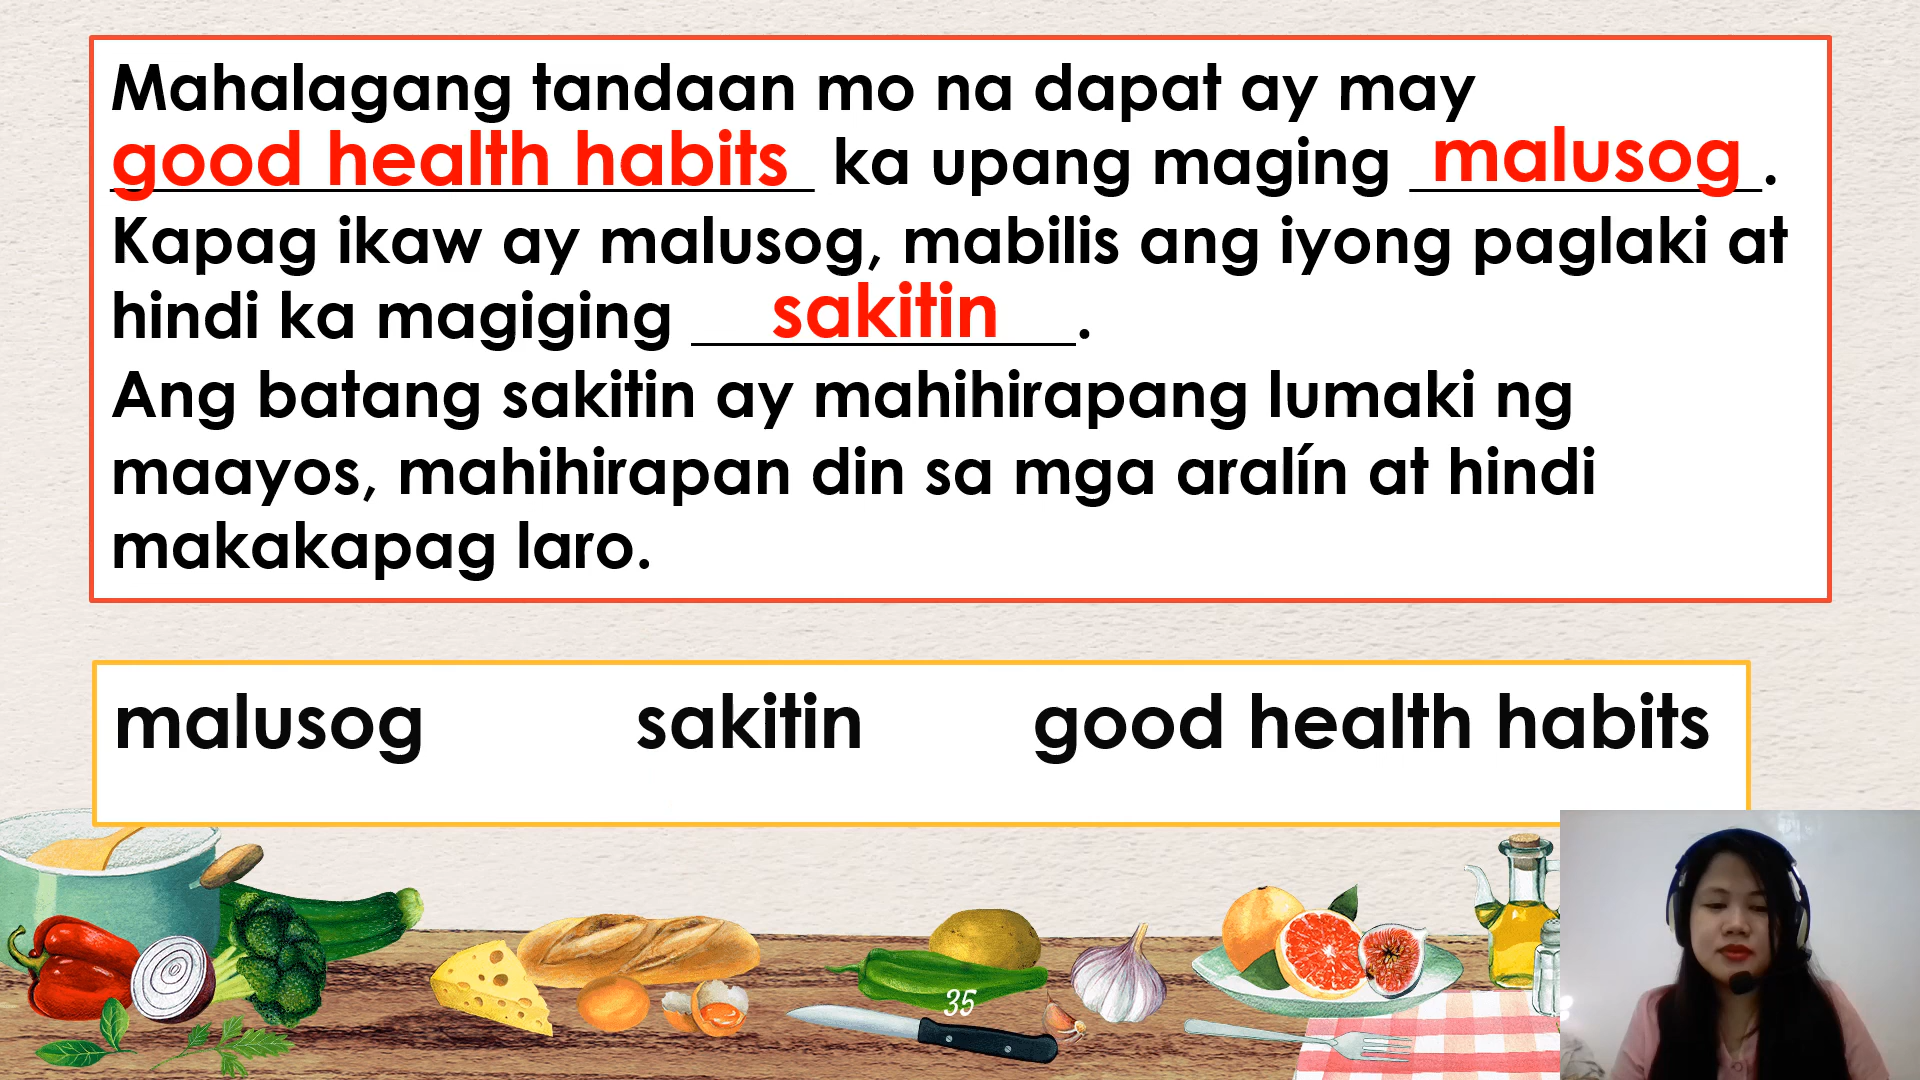 Mahalagang tandaan mo na dapat ay may
good health habits ka upang maging malusog.
Kapag ikaw ay malusog, mabilis ang iyong paglaki at
hindi ka magiging sakitin.
Ang batang sakitin ay mahihirapang lumaki ng
maayos, mahihirapan din sa mga aralín at hindi
makakapag laro.
malusog sakitin good health habits
35